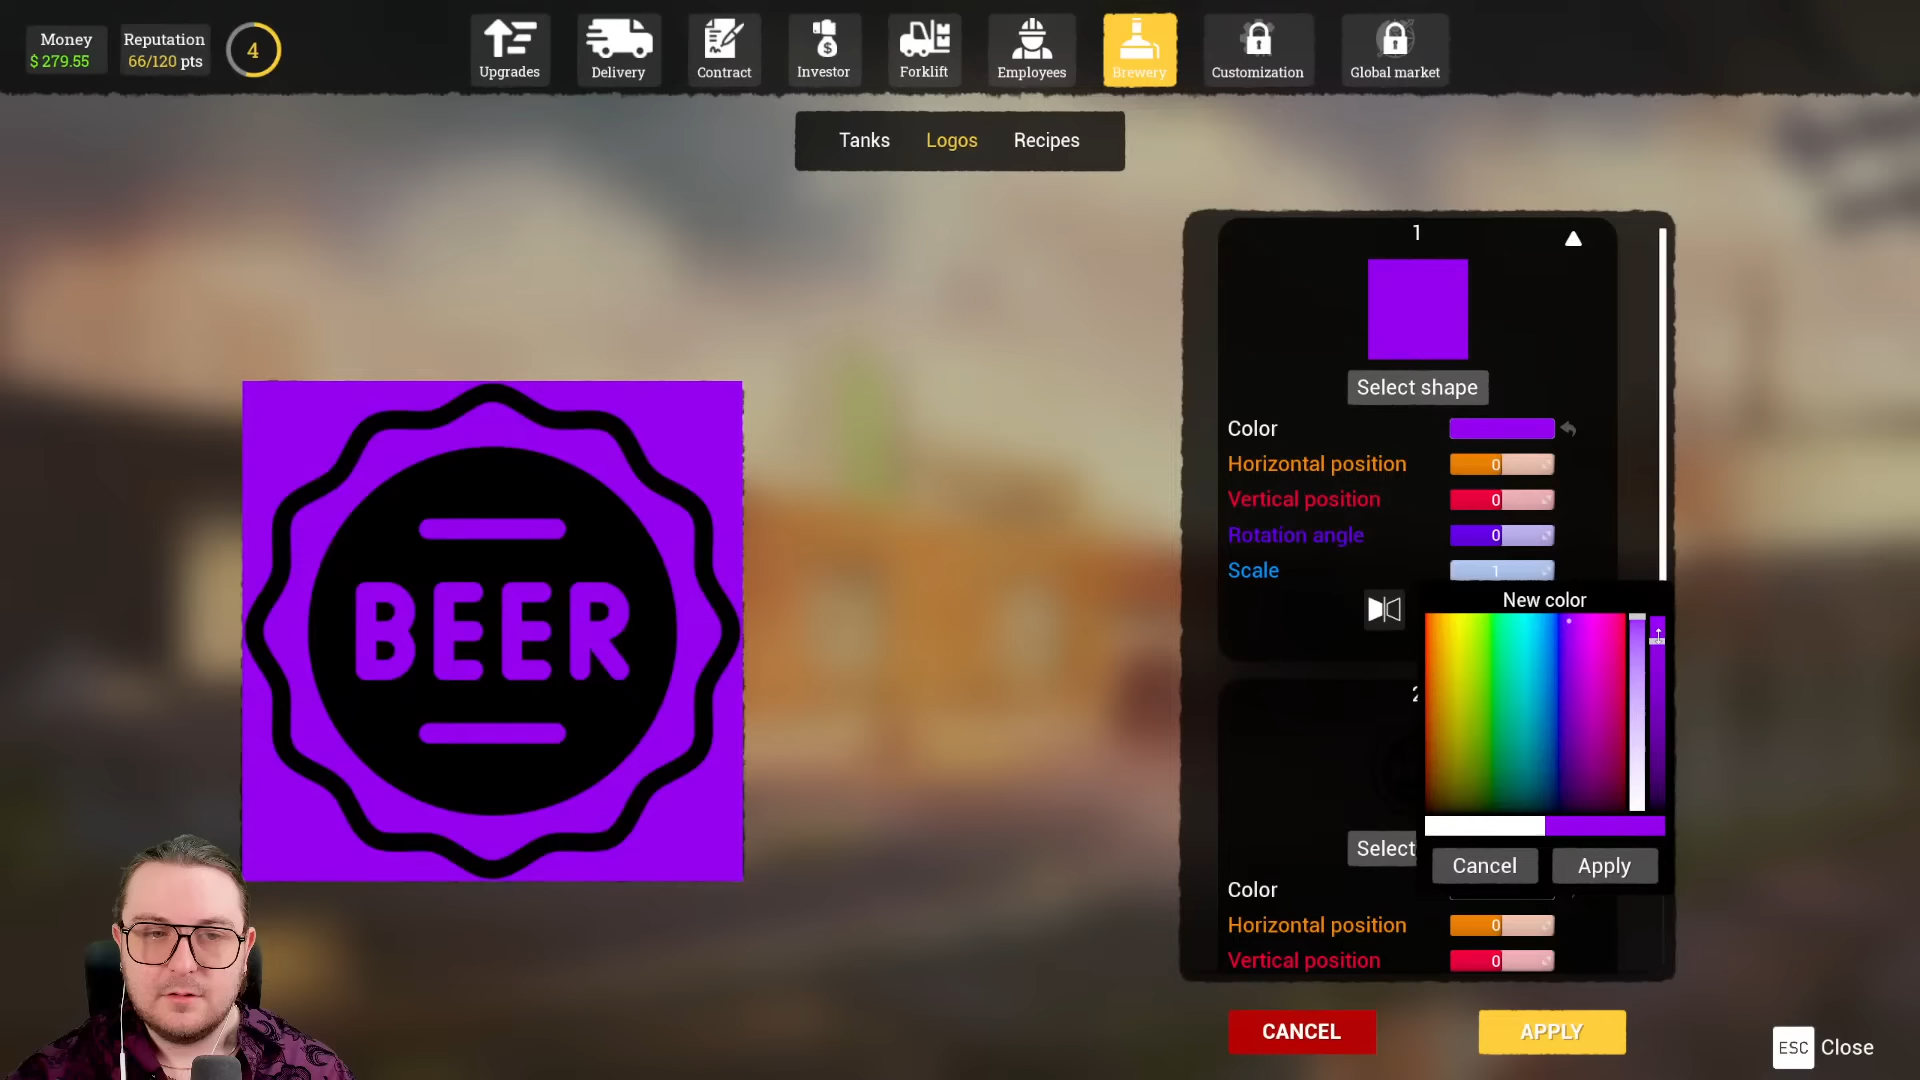 Money
$ 279.55
Reputation
66/120 pts
4
Upgrades
Delivery
Contract
Investor
Forklift
Employees
Brewery
Customization
Global market
Tanks
Logos
Recipes
BEER
1
Select shape
Color
Horizontal position 0
Vertical position 0
Rotation angle 0
Scale 1
New color
Cancel
Apply
2
Select
Color
Horizontal position 0
Vertical position 0
CANCEL
APPLY
ESC Close